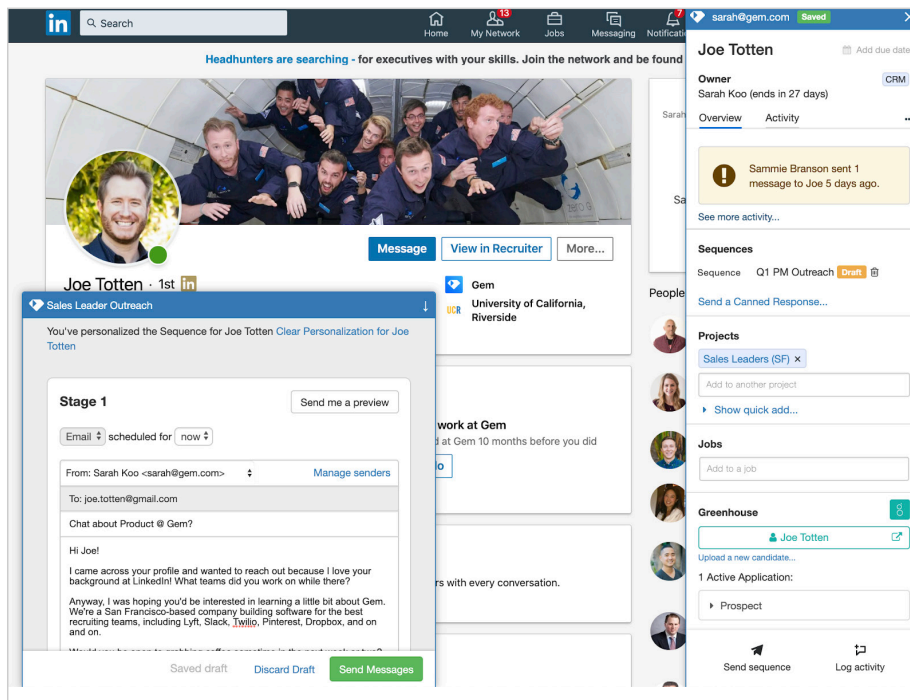 in
Search
Home
13
My Network
Jobs
Messaging
7
Notificatio
Headhunters are searching - for executives with your skills. Join the network and be found
Message
View in Recruiter
More...
Joe Totten · 1st in
Gem
UCR
University of California,
Riverside
Sarah
Sa
People
work at Gem
d at Gem 10 months before you did
io
rs with every conversation.
Sales Leader Outreach
You've personalized the Sequence for Joe Totten Clear Personalization for Joe
Totten
Stage 1
Send me a preview
Email scheduled for now
From: Sarah Koo <sarah@gem.com>
Manage senders
To: joe.totten@gmail.com
Chat about Product @ Gem?
Hi Joe!
I came across your profile and wanted to reach out because I love your
background at LinkedIn! What teams did you work on while there?
Anyway, I was hoping you'd be interested in learning a little bit about Gem.
We're a San Francisco-based company building software for the best
recruiting teams, including Lyft, Slack, Twilio, Pinterest, Dropbox, and on
and on.
Saved draft
Discard Draft
Send Messages
sarah@gem.com Saved
Joe Totten
Add due date
Owner
CRM
Sarah Koo (ends in 27 days)
Overview
Activity
Sammie Branson sent 1
message to Joe 5 days ago.
See more activity...
Sequences
Sequence Q1 PM Outreach Draft
Send a Canned Response...
Projects
Sales Leaders (SF) ×
Add to another project
Show quick add...
Jobs
Add to a job
Greenhouse
g
Joe Totten
Upload a new candidate...
1 Active Application:
Prospect
Send sequence
Log activity